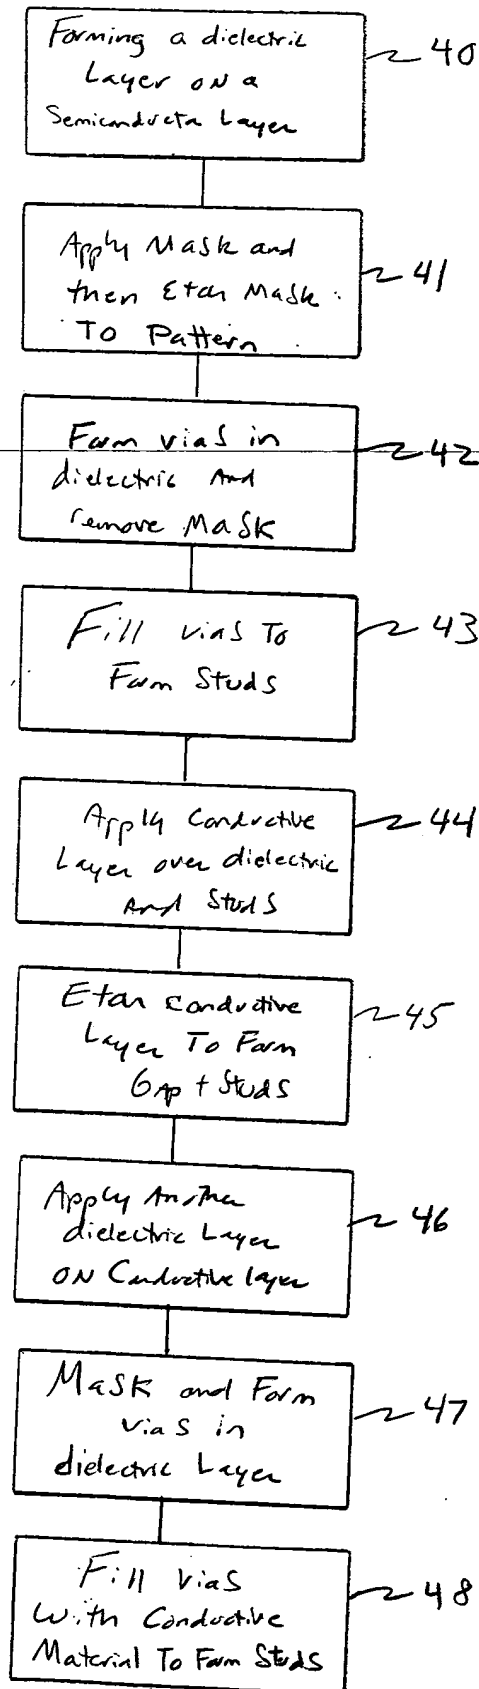 Forming a dielectric
Layer on a
Semiconducta Layer
40
Apply Mask and
then Etch Mask
To Pattern
41
Form vias in
dielectric And
remove Mask
42
Fill vias To
Form Studs
43
Apply Conductive
Layer over dielectric
And Studs
44
Etch conductive
Layer To Form
Gap + Studs
45
Apply Another
dielectric Layer
ON Conductive layer
46
Mask and Form
vias in
dielectric Layer
47
Fill vias
With Conductive
Material To Form Studs
48